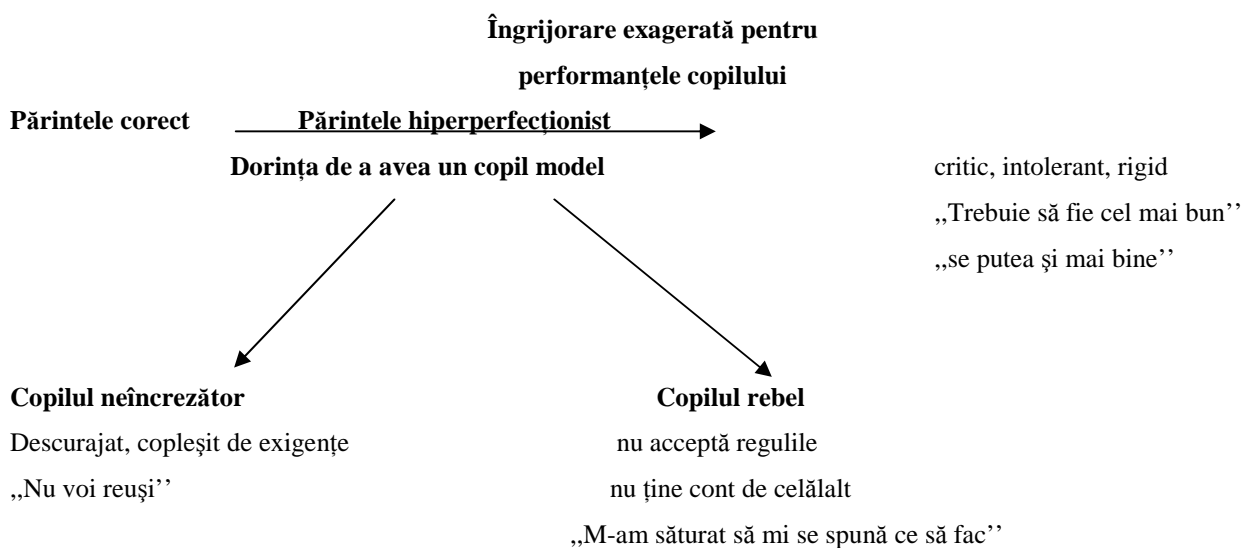 Îngrijorare exagerată pentru
performanțele copilului
Părintele corect Părintele hiperperfecționist
Dorința de a avea un copil model critic, intolerant, rigid
,,Trebuie să fie cel mai bun’’
,,se putea şi mai bine’’
Copilul neîncrezător Copilul rebel
Descurajat, copleşit de exigențe nu acceptă regulile
,,Nu voi reuşi’’ nu ține cont de celălalt
,,M-am săturat să mi se spună ce să fac’’